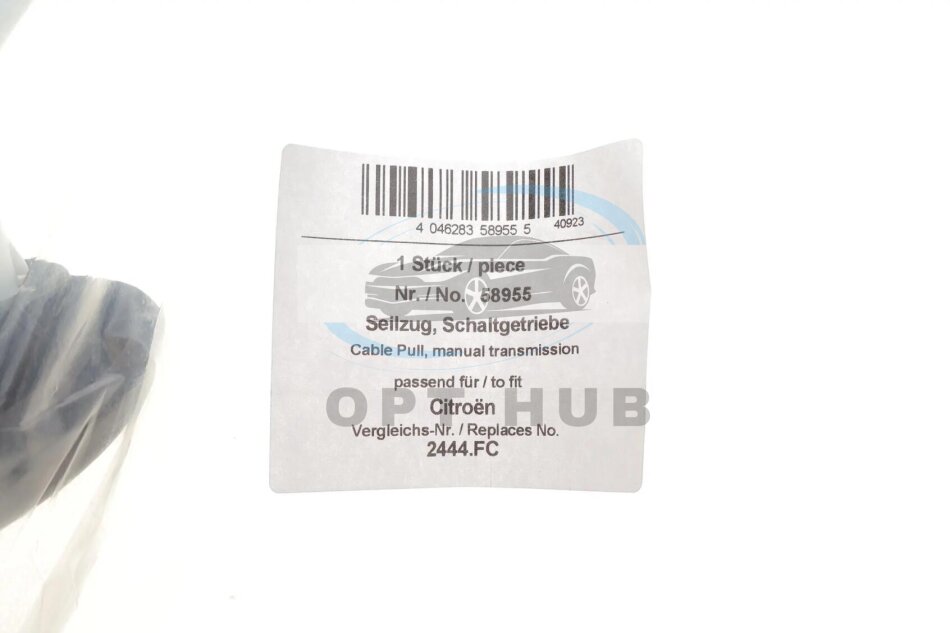 4 046283 58955 5
40923
1 Stück / piece
Nr. / No. 58955
Seilzug, Schaltgetriebe
Cable Pull, manual transmission
passend für / to fit
OPT HUB
Citroën
Vergleichs-Nr. / Replaces No.
2444.FC